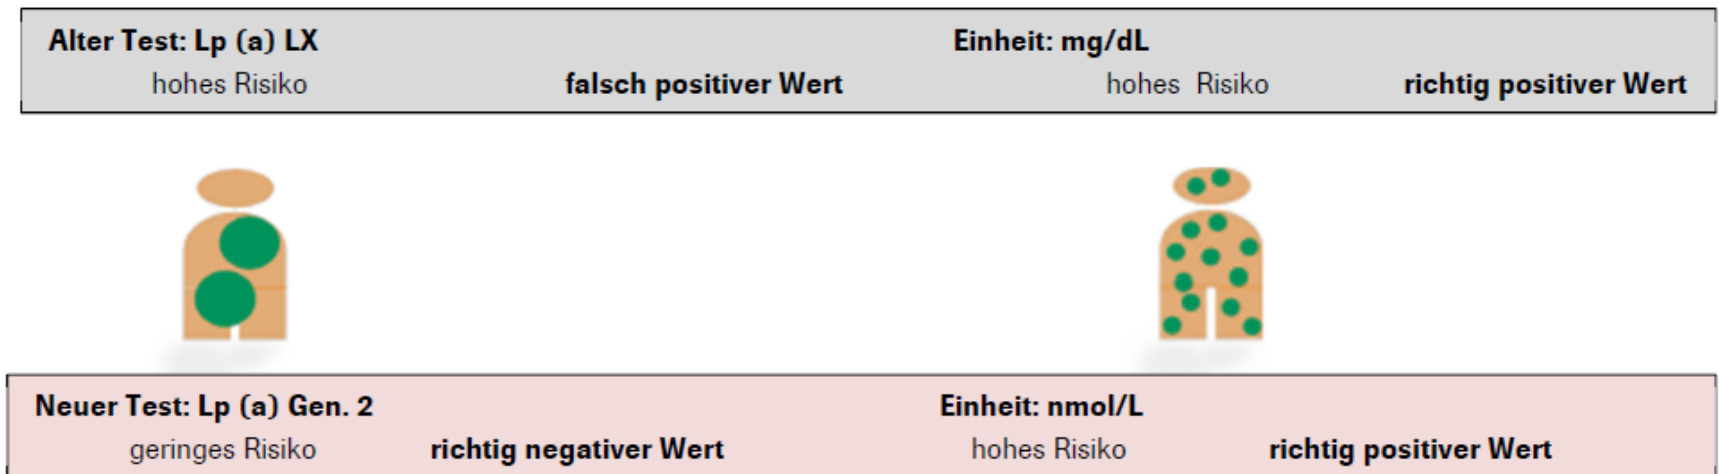 Alter Test: Lp (a) LX Einheit: mg/dL
hohes Risiko falsch positiver Wert hohes Risiko richtig positiver Wert
Neuer Test: Lp (a) Gen. 2 Einheit: nmol/L
geringes Risiko richtig negativer Wert hohes Risiko richtig positiver Wert